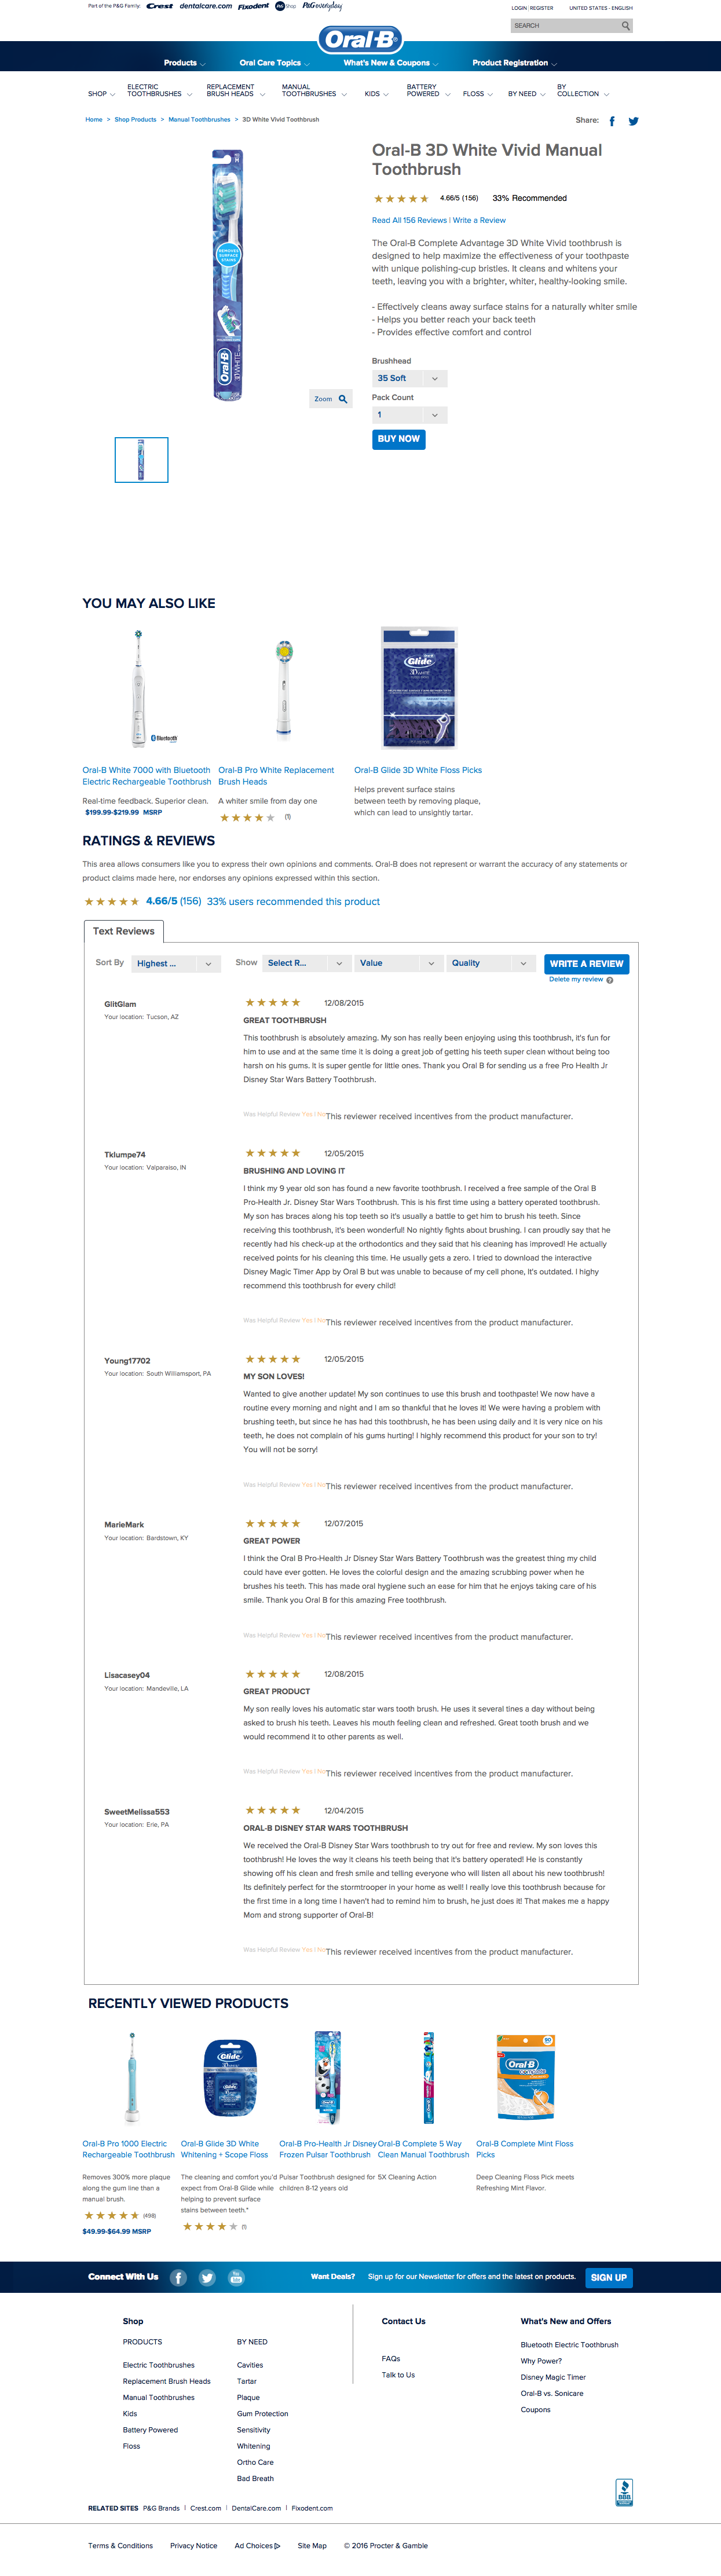 Part of the P&G Family: Crest dentalcare.com Fixodent P&G Shop P&G everyday
LOGIN | REGISTER UNITED STATES - ENGLISH
SEARCH
Oral-B
Products Oral Care Topics What's New & Coupons Product Registration
SHOP ELECTRIC TOOTHBRUSHES REPLACEMENT BRUSH HEADS MANUAL TOOTHBRUSHES KIDS BATTERY POWERED FLOSS BY NEED BY COLLECTION
Home > Shop Products > Manual Toothbrushes > 3D White Vivid Toothbrush
Share:
REMOVES SURFACE STAINS
Oral-B 3DWHITE
Zoom
Oral-B 3D White Vivid Manual
Toothbrush
4.66/5 (156) 33% Recommended
Read All 156 Reviews | Write a Review
The Oral-B Complete Advantage 3D White Vivid toothbrush is
designed to help maximize the effectiveness of your toothpaste
with unique polishing-cup bristles. It cleans and whitens your
teeth, leaving you with a brighter, whiter, healthy-looking smile.
- Effectively cleans away surface stains for a naturally whiter smile
- Helps you better reach your back teeth
- Provides effective comfort and control
Brushhead
35 Soft
Pack Count
1
BUY NOW
YOU MAY ALSO LIKE
Bluetooth
Glide
3D WHITE
Oral-B White 7000 with Bluetooth
Electric Rechargeable Toothbrush
Real-time feedback. Superior clean.
$199.99-$219.99 MSRP
Oral-B Pro White Replacement
Brush Heads
A whiter smile from day one
(1)
Oral-B Glide 3D White Floss Picks
Helps prevent surface stains
between teeth by removing plaque,
which can lead to unsightly tartar.
RATINGS & REVIEWS
This area allows consumers like you to express their own opinions and comments. Oral-B does not represent or warrant the accuracy of any statements or
product claims made here, nor endorses any opinions expressed within this section.
4.66/5 (156) 33% users recommended this product
Text Reviews
Sort By Highest ... Show Select R... Value Quality WRITE A REVIEW
Delete my review ?
GlitGlam
Your location: Tucson, AZ
12/08/2015
GREAT TOOTHBRUSH
This toothbrush is absolutely amazing. My son has really been enjoying using this toothbrush, it's fun for
him to use and at the same time it is doing a great job of getting his teeth super clean without being too
harsh on his gums. It is super gentle for little ones. Thank you Oral B for sending us a free Pro Health Jr
Disney Star Wars Battery Toothbrush.
Was Helpful Review Yes | No This reviewer received incentives from the product manufacturer.
Tklumpe74
Your location: Valparaiso, IN
12/05/2015
BRUSHING AND LOVING IT
I think my 9 year old son has found a new favorite toothbrush. I received a free sample of the Oral B
Pro-Health Jr. Disney Star Wars Toothbrush. This is his first time using a battery operated toothbrush.
My son has braces along his top teeth so it's usually a battle to get him to brush his teeth. Since
receiving this toothbrush, it's been wonderful! No nightly fights about brushing. I can proudly say that he
recently had his check-up at the orthodontics and they said that his cleaning has improved! He actually
received points for his cleaning this time. He usually gets a zero. I tried to download the interactive
Disney Magic Timer App by Oral B but was unable to because of my cell phone, It's outdated. I highy
recommend this toothbrush for every child!
Was Helpful Review Yes | No This reviewer received incentives from the product manufacturer.
Young17702
Your location: South Williamsport, PA
12/05/2015
MY SON LOVES!
Wanted to give another update! My son continues to use this brush and toothpaste! We now have a
routine every morning and night and I am so thankful that he loves it! We were having a problem with
brushing teeth, but since he has had this toothbrush, he has been using daily and it is very nice on his
teeth, he does not complain of his gums hurting! I highly recommend this product for your son to try!
You will not be sorry!
Was Helpful Review Yes | No This reviewer received incentives from the product manufacturer.
MarieMark
Your location: Bardstown, KY
12/07/2015
GREAT POWER
I think the Oral B Pro-Health Jr Disney Star Wars Battery Toothbrush was the greatest thing my child
could have ever gotten. He loves the colorful design and the amazing scrubbing power when he
brushes his teeth. This has made oral hygiene such an ease for him that he enjoys taking care of his
smile. Thank you Oral B for this amazing Free toothbrush.
Was Helpful Review Yes | No This reviewer received incentives from the product manufacturer.
Lisacasey04
Your location: Mandeville, LA
12/08/2015
GREAT PRODUCT
My son really loves his automatic star wars tooth brush. He uses it several tines a day without being
asked to brush his teeth. Leaves his mouth feeling clean and refreshed. Great tooth brush and we
would recommend it to other parents as well.
Was Helpful Review Yes | No This reviewer received incentives from the product manufacturer.
SweetMelissa553
Your location: Erie, PA
12/04/2015
ORAL-B DISNEY STAR WARS TOOTHBRUSH
We received the Oral-B Disney Star Wars toothbrush to try out for free and review. My son loves this
toothbrush! He loves the way it cleans his teeth being that it's battery operated! He is constantly
showing off his clean and fresh smile and telling everyone who will listen all about his new toothbrush!
Its definitely perfect for the stormtrooper in your home as well! I really love this toothbrush because for
the first time in a long time I haven't had to remind him to brush, he just does it! That makes me a happy
Mom and strong supporter of Oral-B!
Was Helpful Review Yes | No This reviewer received incentives from the product manufacturer.
RECENTLY VIEWED PRODUCTS
Glide
Oral-B
Oral-B Pro 1000 Electric
Rechargeable Toothbrush
Removes 300% more plaque
along the gum line than a
manual brush.
(498)
$49.99-$64.99 MSRP
Oral-B Glide 3D White
Whitening + Scope Floss
The cleaning and comfort you'd
expect from Oral-B Glide while
helping to prevent surface
stains between teeth.*
(1)
Oral-B Pro-Health Jr Disney
Frozen Pulsar Toothbrush
Pulsar Toothbrush designed for
children 8-12 years old
Oral-B Complete 5 Way
Clean Manual Toothbrush
5X Cleaning Action
Oral-B Complete Mint Floss
Picks
Deep Cleaning Floss Pick meets
Refreshing Mint Flavor.
Connect With Us
You Tube
Want Deals? Sign up for our Newsletter for offers and the latest on products. SIGN UP
Shop
PRODUCTS
Electric Toothbrushes
Replacement Brush Heads
Manual Toothbrushes
Kids
Battery Powered
Floss
BY NEED
Cavities
Tartar
Plaque
Gum Protection
Sensitivity
Whitening
Ortho Care
Bad Breath
Contact Us
FAQs
Talk to Us
What's New and Offers
Bluetooth Electric Toothbrush
Why Power?
Disney Magic Timer
Oral-B vs. Sonicare
Coupons
BBB
RELATED SITES P&G Brands | Crest.com | DentalCare.com | Fixodent.com
Terms & Conditions Privacy Notice Ad Choices Site Map © 2016 Procter & Gamble